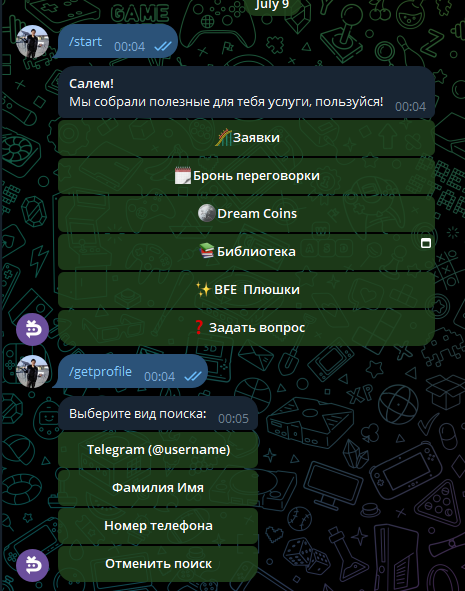 July 9
/start 00:04
Салем!
Мы собрали полезные для тебя услуги, пользуйся! 00:04
Заявки
Бронь переговорки
Dream Coins
Библиотека
BFE Плюшки
Задать вопрос
/getprofile 00:04
Выберите вид поиска: 00:05
Telegram (@username)
Фамилия Имя
Номер телефона
Отменить поиск